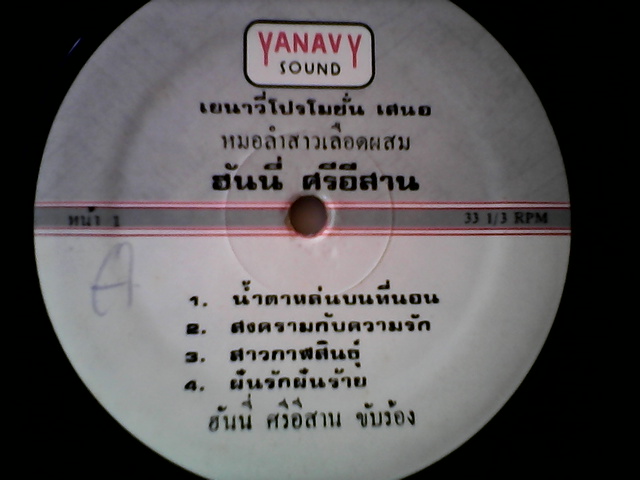 YANAVY
SOUND
เยนาวี่โปรโมชั่น เสนอ
หมอลำสาวเลือดผสม
ฮันนี่ ศรีอีสาน
หน้า 1
33 1/3 RPM
A
1. น้ำตาหล่นบนที่นอน
2. สงครามกับความรัก
3. สาวกาฬสินธุ์
4. ฝันรักฝันร้าย
ฮันนี่ ศรีอีสาน ขับร้อง